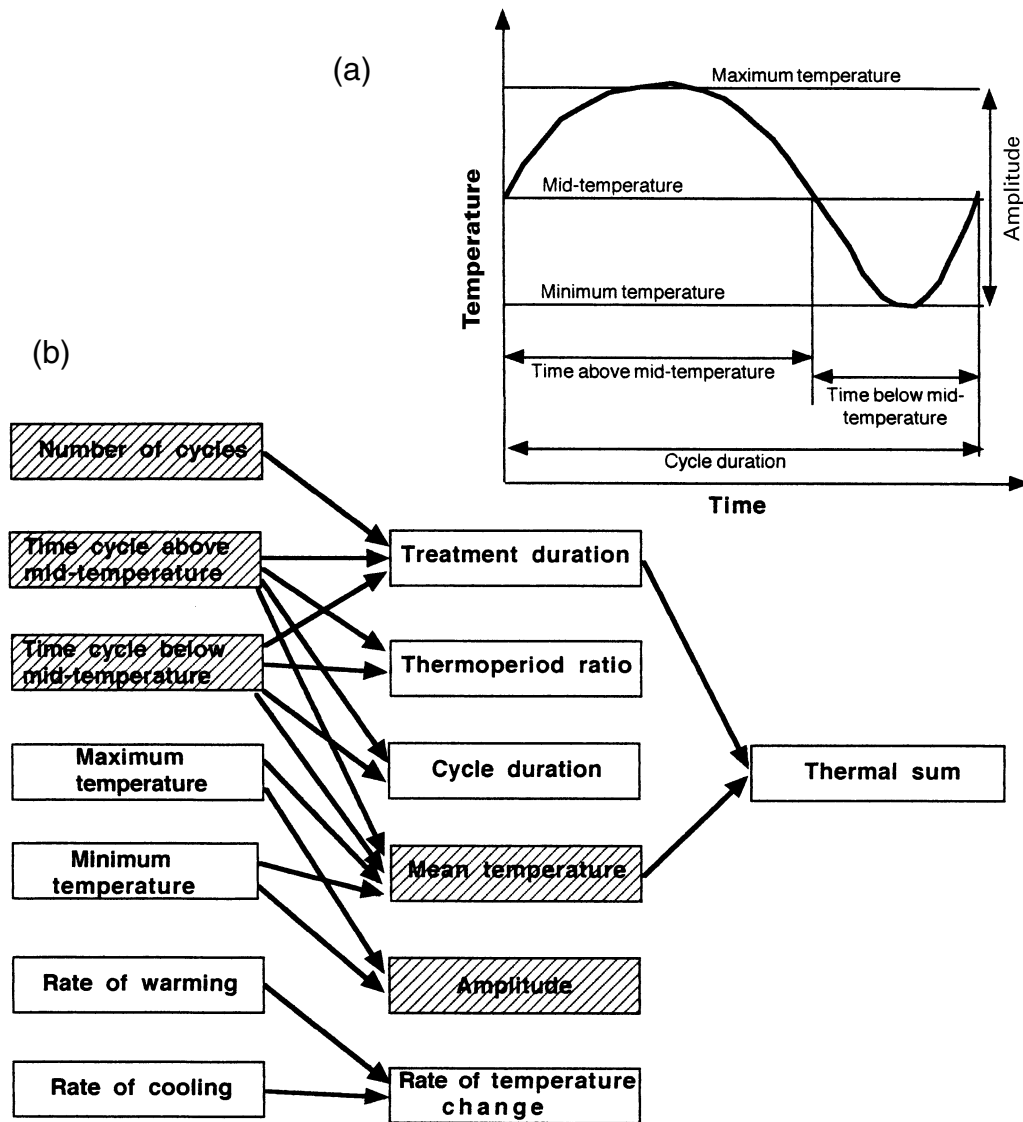 (a)
Maximum temperature
Mid-temperature
Minimum temperature
Temperature
Amplitude
Time above mid-temperature
Time below mid-
temperature
Cycle duration
Time
(b)
Number of cycles
Time cycle above
mid-temperature
Time cycle below
mid-temperature
Maximum
temperature
Minimum
temperature
Rate of warming
Rate of cooling
Treatment duration
Thermoperiod ratio
Cycle duration
Mean temperature
Amplitude
Rate of temperature
change
Thermal sum